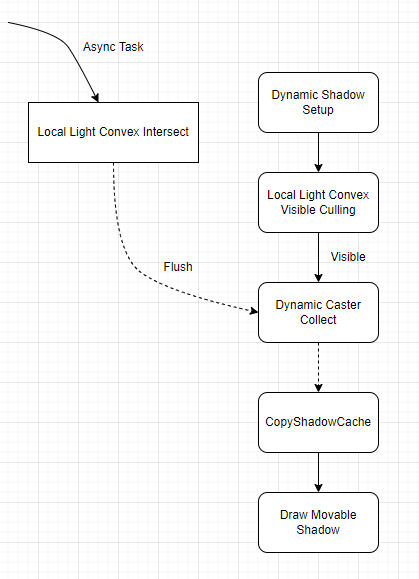 Async Task
Local Light Convex Intersect
Dynamic Shadow
Setup
Local Light Convex
Visible Culling
Visible
Flush
Dynamic Caster
Collect
CopyShadowCache
Draw Movable
Shadow